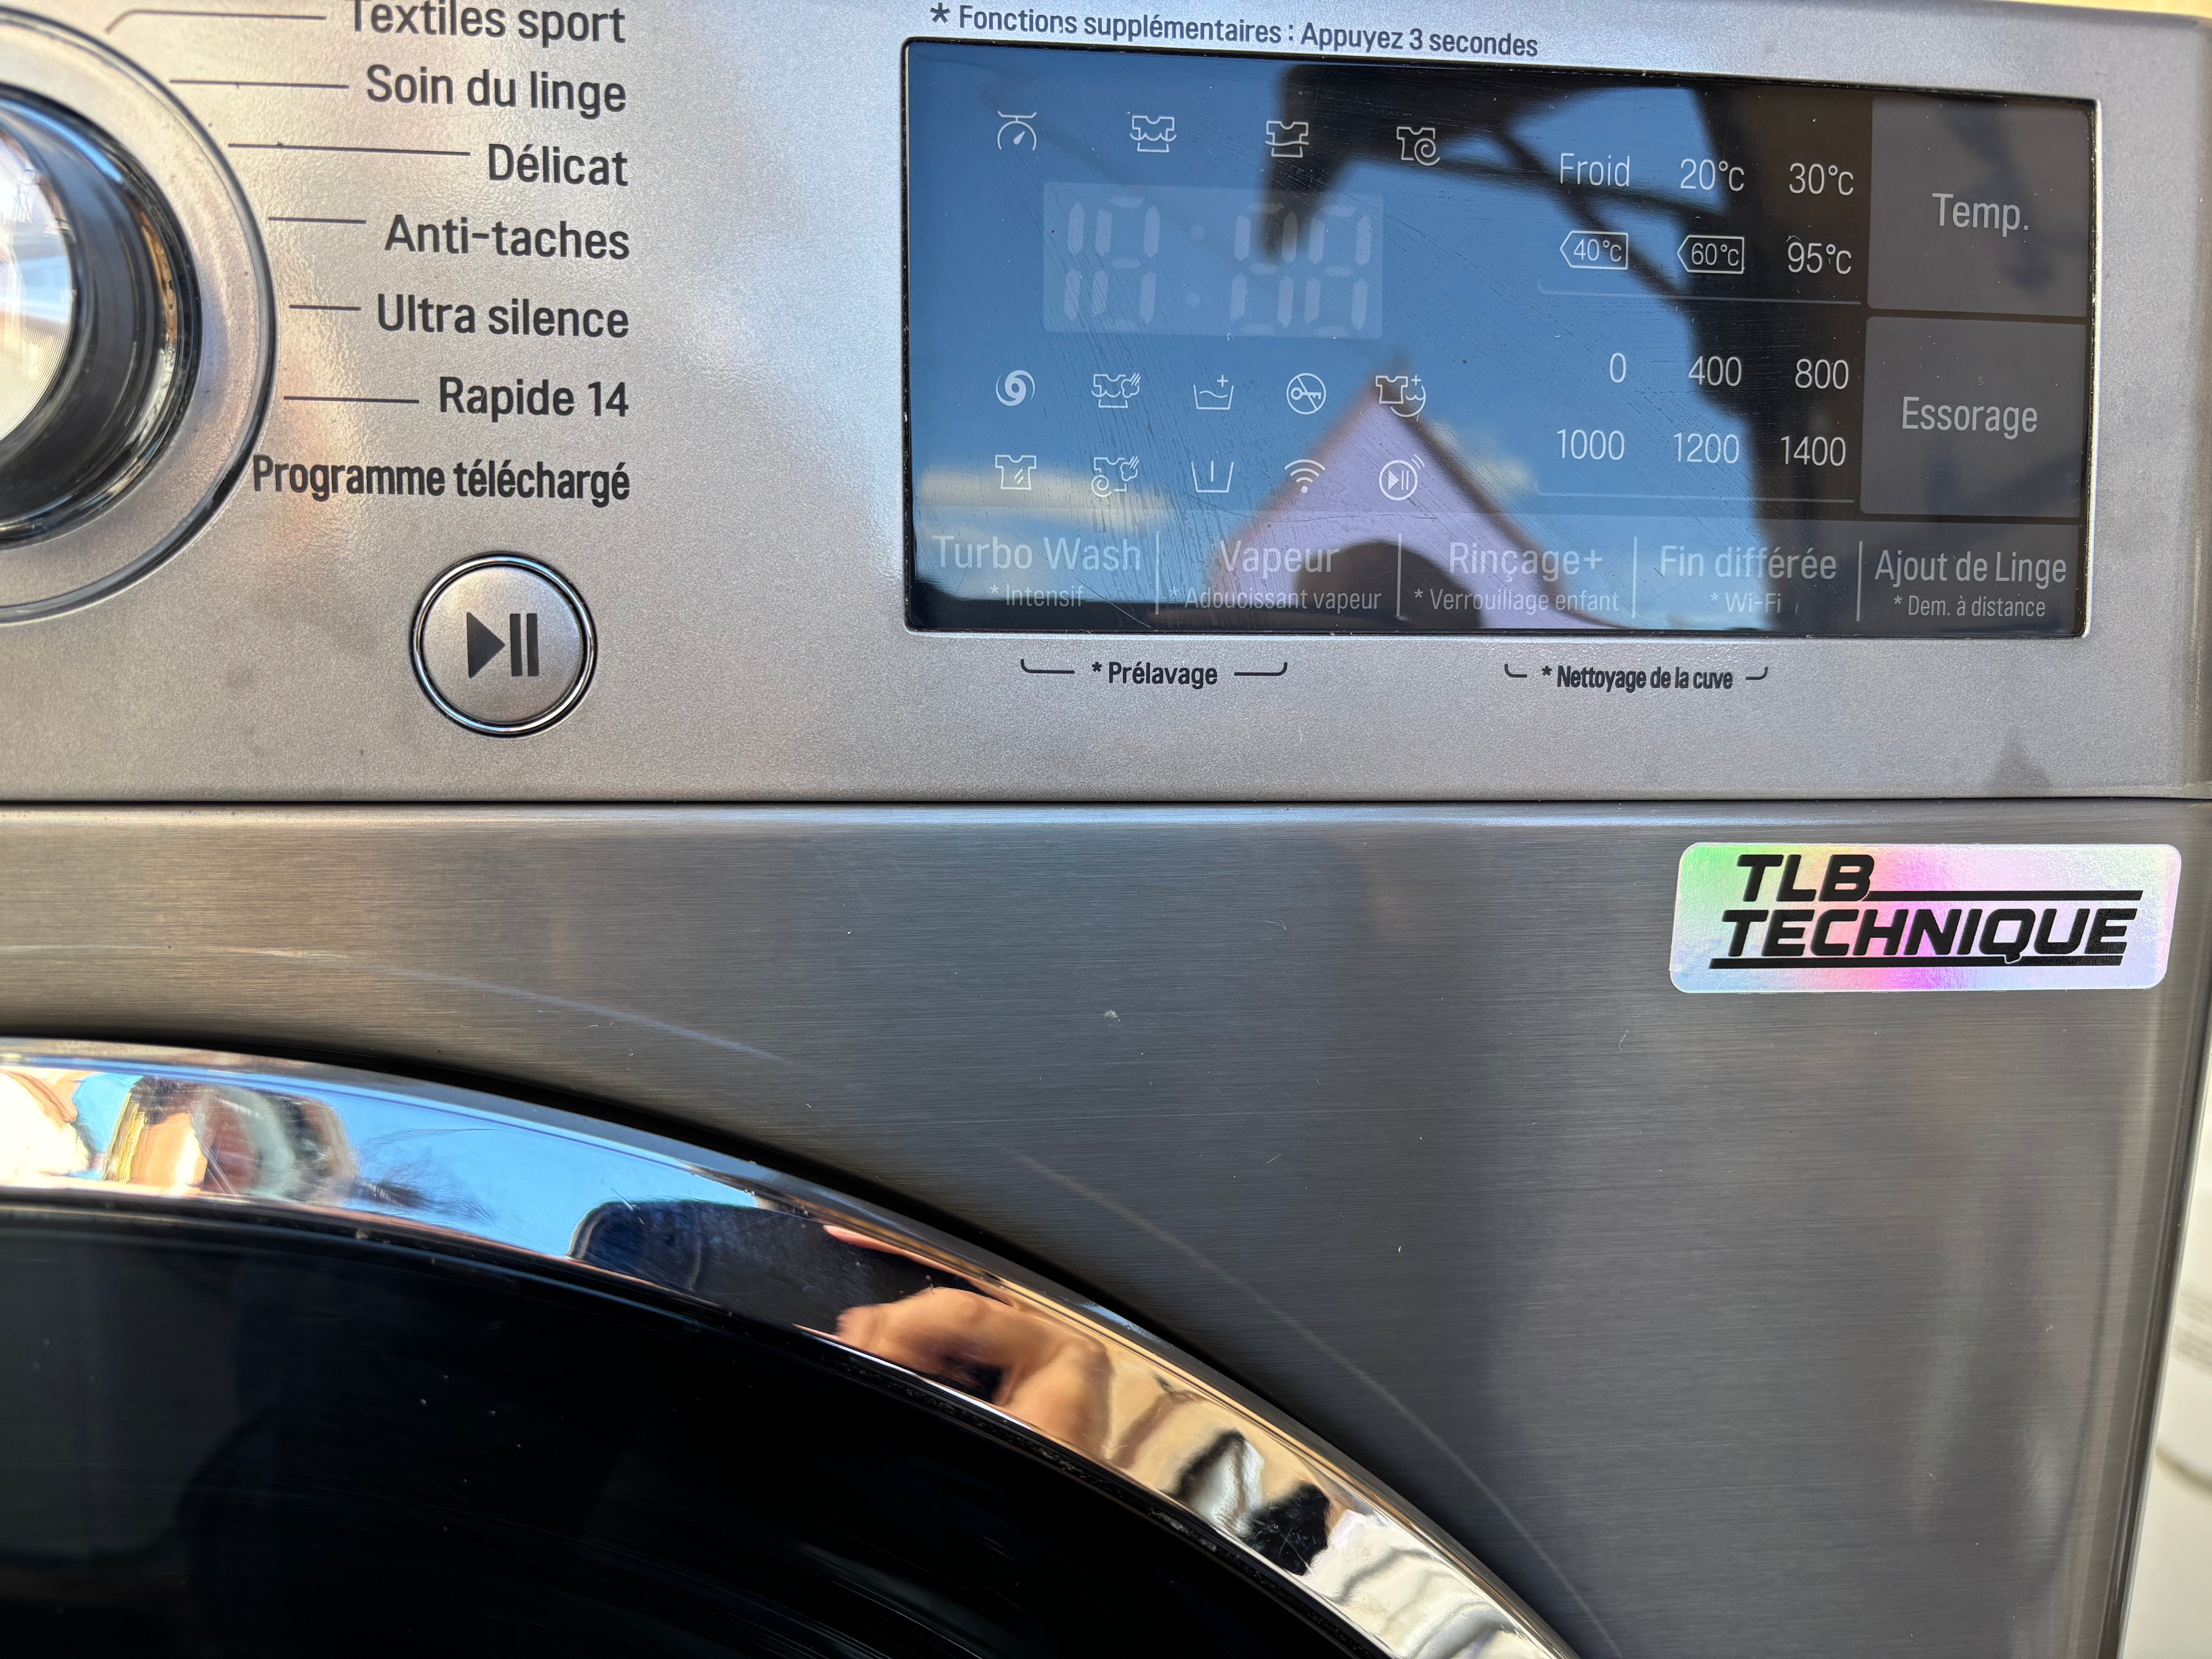 Textiles sport
Soin du linge
Délicat
Anti-taches
Ultra silence
Rapide 14
Programme téléchargé
* Fonctions supplémentaires : Appuyez 3 secondes
Froid 20°c 30°c
40°c 60°c 95°c
Temp.
0 400 800
1000 1200 1400
Essorage
Turbo Wash Vapeur Rinçage+ Fin différée Ajout de Linge
* Intensif * Adoucissant vapeur * Verrouillage enfant * Wi-Fi * Dem. à distance
* Prélavage * Nettoyage de la cuve
TLB
TECHNIQUE